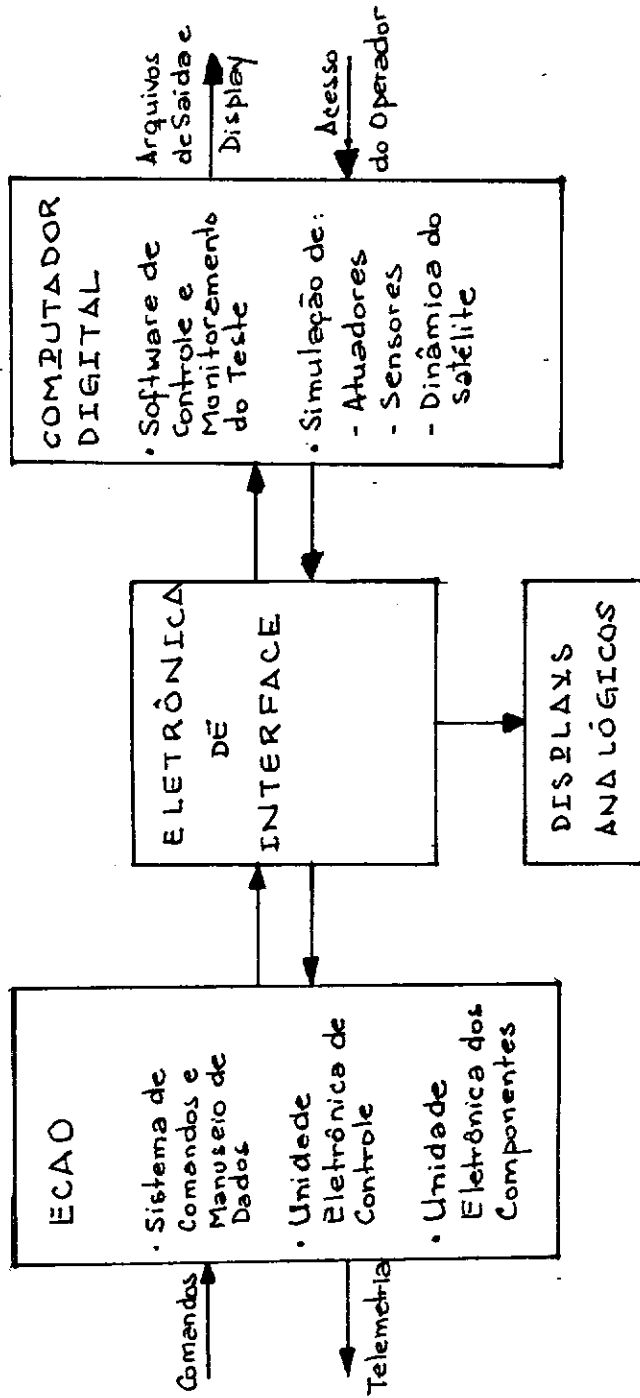 Comandos
Telemetria
ECAO
• Sistema de
Comandos e
Manuseio de
Dados
• Unidade
Eletrônica de
Controle
• Unidade
Eletrônica dos
Componentes
ELETRÔNICA
DE
INTERFACE
DISPLAYS
ANALÓGICOS
COMPUTADOR
DIGITAL
• Software de
Controle e
Monitoramento
do Teste
• Simulação de:
- Atuadores
- Sensores
- Dinâmica do
satélite
Arquivos
de Saída e
Display
Acesso
do Operador